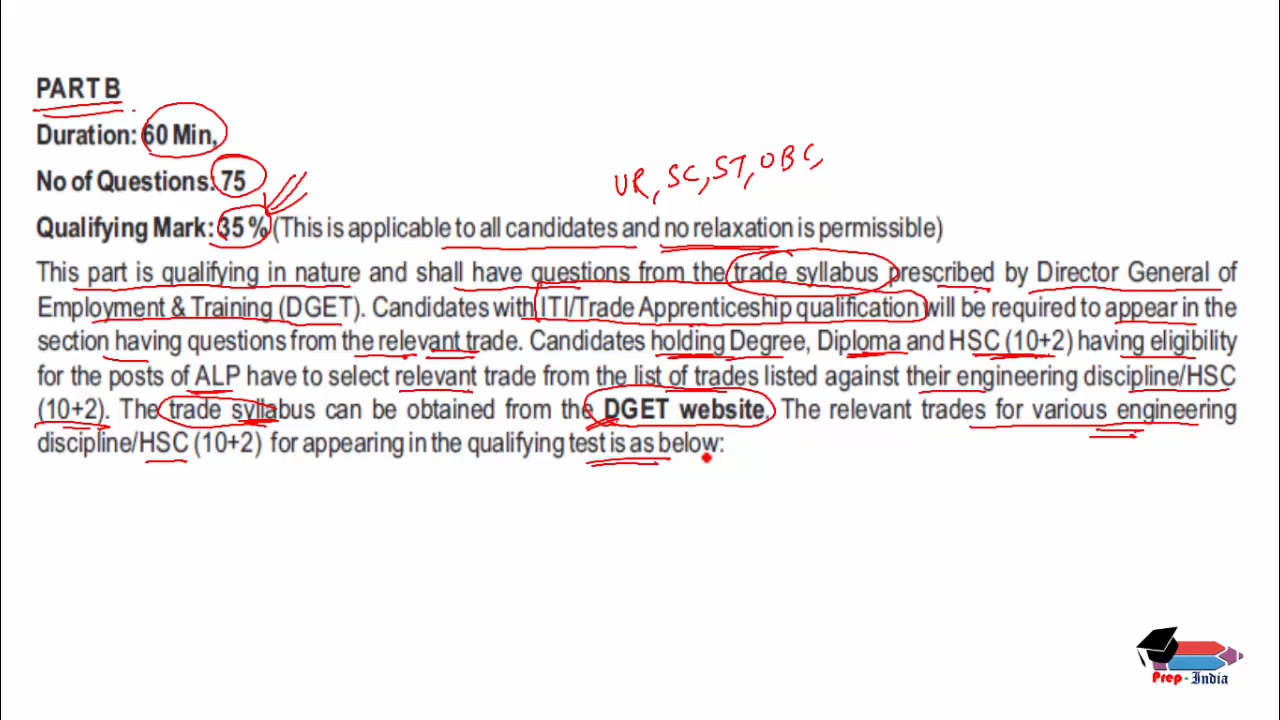 PART B
Duration: 60 Min,
No of Questions: 75
UR, SC, ST, OBC,
Qualifying Mark: 35% (This is applicable to all candidates and no relaxation is permissible)
This part is qualifying in nature and shall have questions from the trade syllabus prescribed by Director General of
Employment & Training (DGET). Candidates with ITI/Trade Apprenticeship qualification will be required to appear in the
section having questions from the relevant trade. Candidates holding Degree, Diploma and HSC (10+2) having eligibility
for the posts of ALP have to select relevant trade from the list of trades listed against their engineering discipline/HSC
(10+2). The trade syllabus can be obtained from the DGET website. The relevant trades for various engineering
discipline/HSC (10+2) for appearing in the qualifying test is as below:
Prep-India